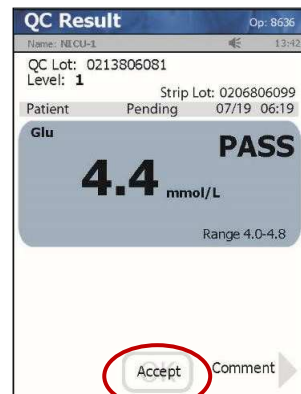 QC Result Op: 8636
Name: NICU-1 13:42
QC Lot: 0213806081
Level: 1
Strip Lot: 0206806099
Patient Pending 07/19 06:19
Glu
PASS
4.4 mmol/L
Range 4.0-4.8
Accept Comment